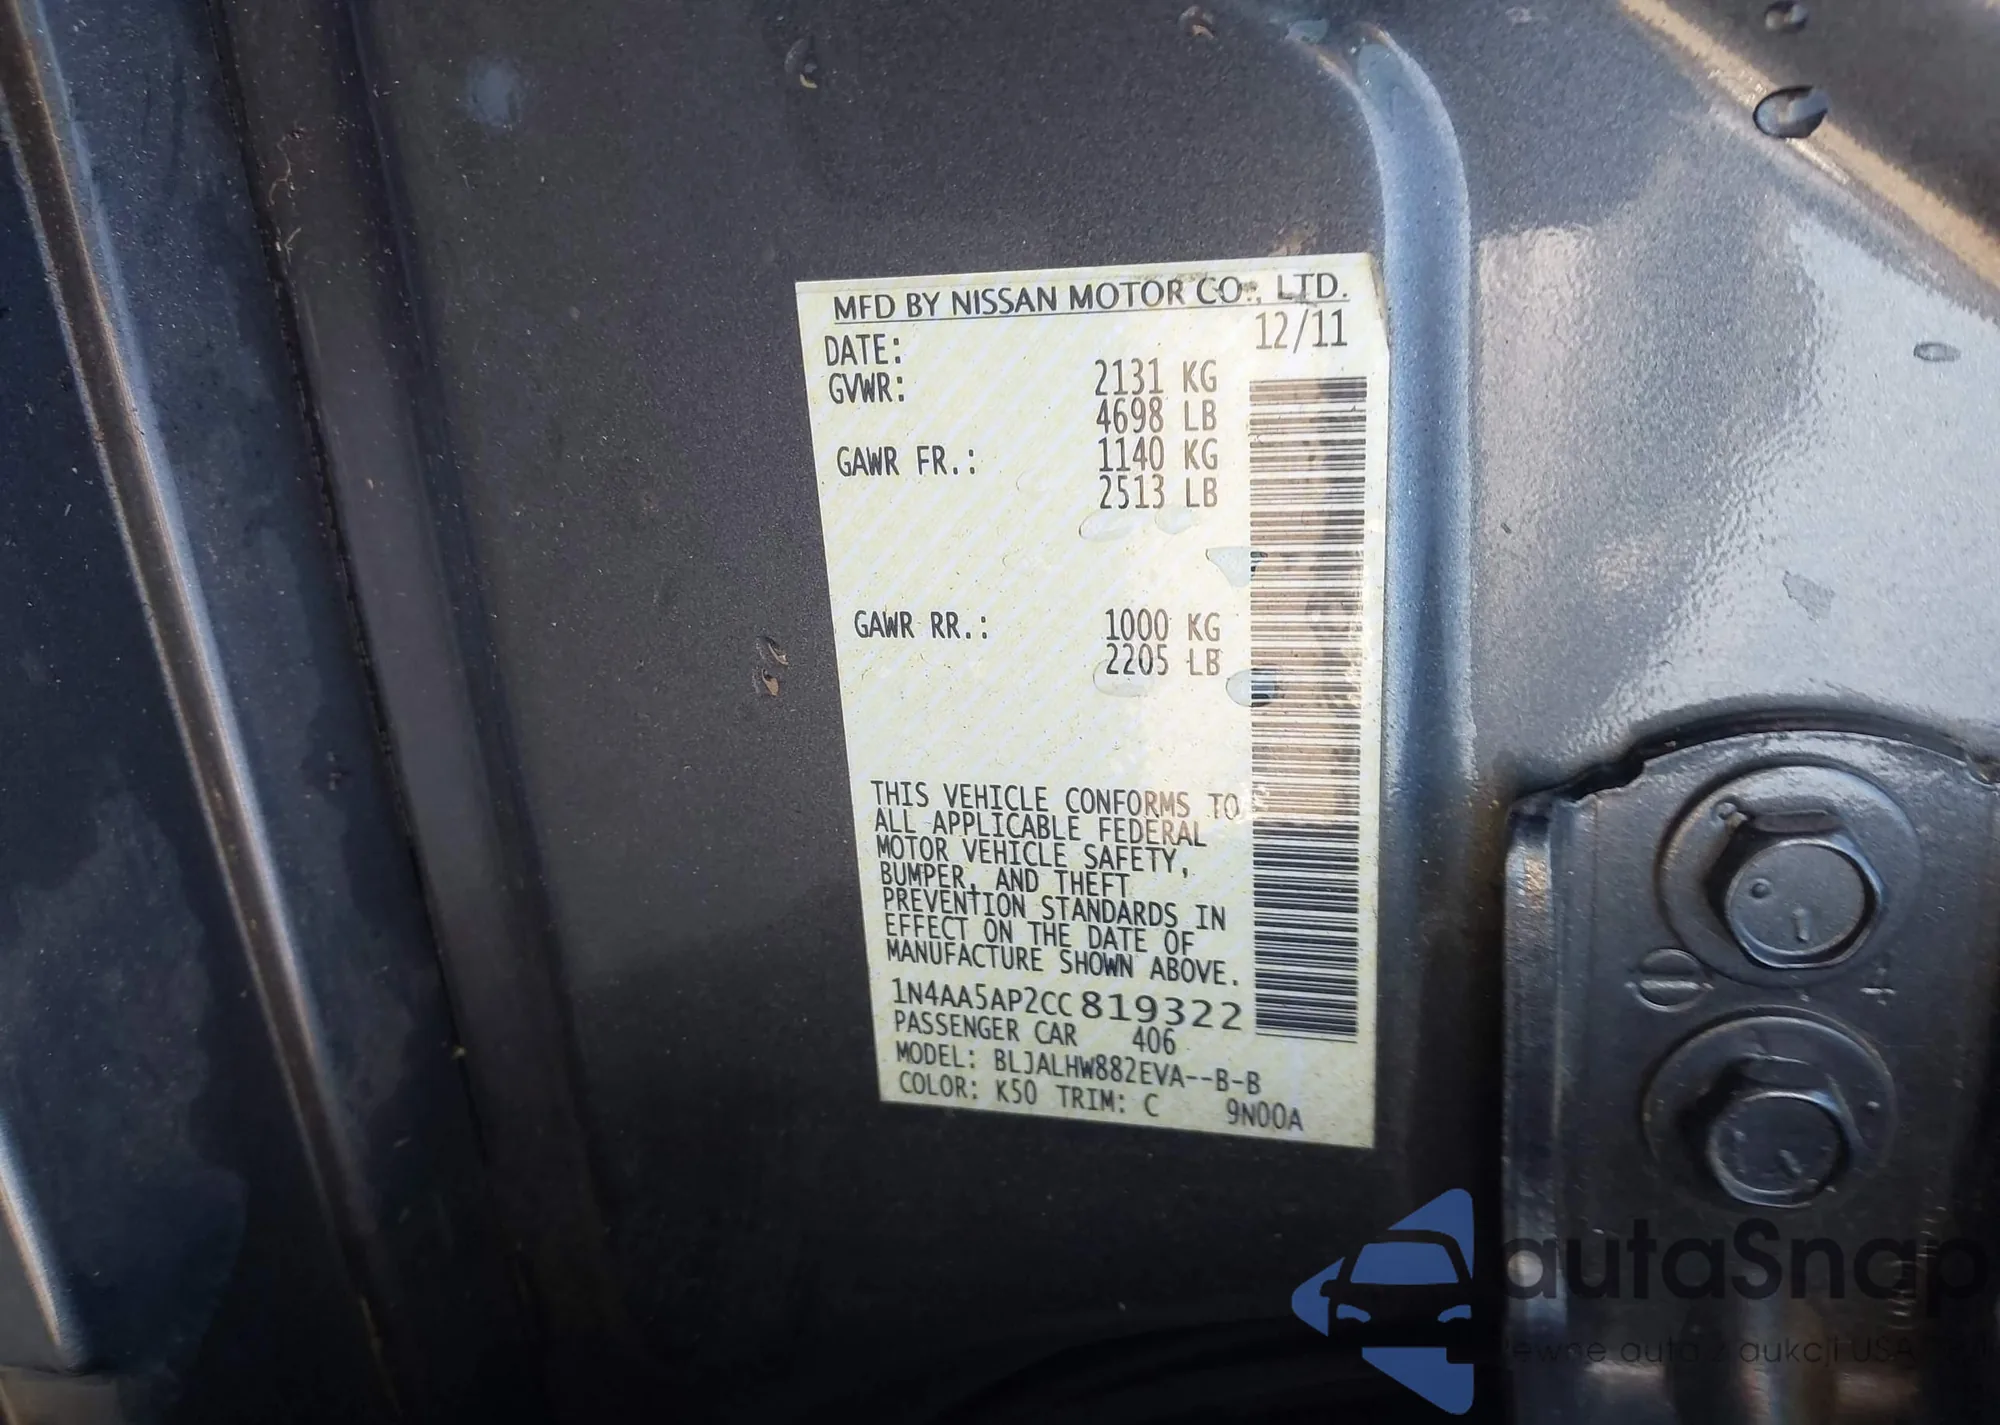 MFD BY NISSAN MOTOR CO., LTD.
DATE: 12/11
GVWR: 2131 KG
4698 LB
GAWR FR.: 1140 KG
2513 LB
GAWR RR.: 1000 KG
2205 LB
THIS VEHICLE CONFORMS TO
ALL APPLICABLE FEDERAL
MOTOR VEHICLE SAFETY,
BUMPER, AND THEFT
PREVENTION STANDARDS IN
EFFECT ON THE DATE OF
MANUFACTURE SHOWN ABOVE.
1N4AA5AP2CC819322
PASSENGER CAR 406
MODEL: BLJALHW882EVA--B-B
COLOR: K50 TRIM: C 9N00A
autaSnap
auta z aukcji USA